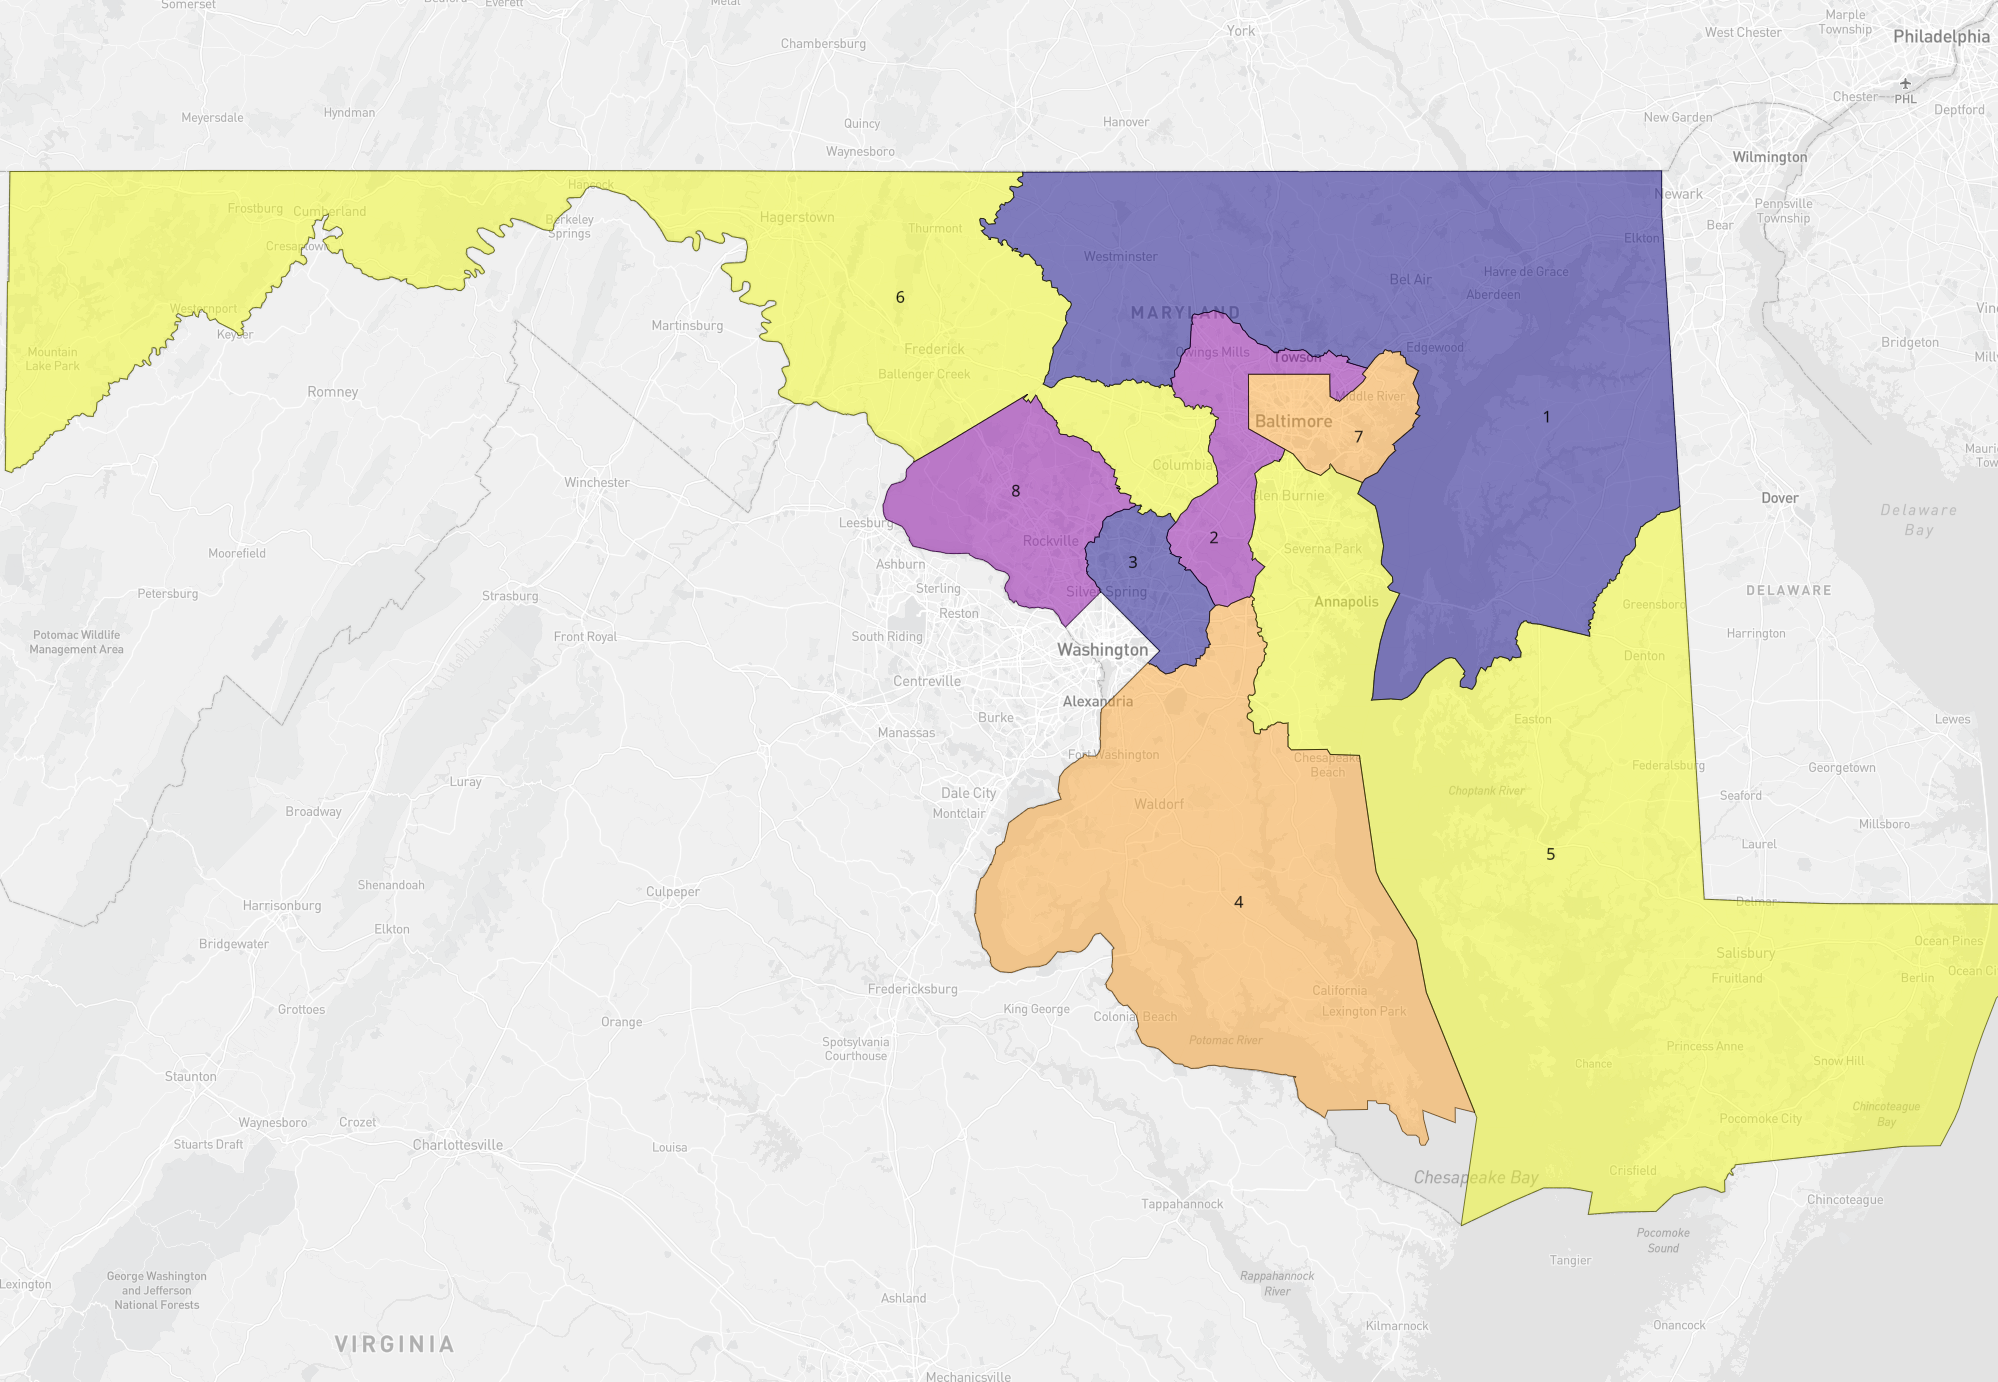 Somerset
Bedford
Everett
Metal
York
Marple
Township
West Chester
Philadelphia
Chambersburg
PHL
Chester
Deptford
Meyersdale
Hyndman
Quincy
Hanover
New Garden
Waynesboro
Wilmington
Hancock
Newark
Pennsville
Township
Frostburg
Cumberland
Berkeley
Springs
Hagerstown
Thurmont
Bear
Cresaptown
Westminster
Elkton
Bel Air
Havre de Grace
Aberdeen
6
Westernport
Keyser
Martinsburg
MARYLAND
Mountain
Lake Park
Frederick
Owings Mills
Towson
Edgewood
Bridgeton
Ballenger Creek
Romney
Middle River
Baltimore
7
1
Columbia
Winchester
8
Glen Burnie
Dover
Delaware
Bay
Leesburg
Moorefield
Rockville
2
Severna Park
3
Ashburn
Petersburg
Strasburg
Sterling
Silver Spring
DELAWARE
Reston
Annapolis
Greensboro
Potomac Wildlife
Management Area
Front Royal
South Riding
Harrington
Washington
Denton
Centreville
Alexandria
Burke
Easton
Lewes
Manassas
Fort Washington
Chesapeake
Beach
Federalsburg
Georgetown
Luray
Dale City
Montclair
Choptank River
Seaford
Broadway
Waldorf
Millsboro
Laurel
5
Shenandoah
Culpeper
Harrisonburg
4
Delmar
Elkton
Bridgewater
Ocean Pines
Salisbury
Fruitland
Berlin
Fredericksburg
California
Grottoes
King George
Colonial Beach
Lexington Park
Orange
Spotsylvania
Courthouse
Potomac River
Princess Anne
Chance
Snow Hill
Staunton
Waynesboro
Crozet
Chincoteague
Bay
Pocomoke City
Stuarts Draft
Charlottesville
Louisa
Crisfield
Chesapeake Bay
Tappahannock
Chincoteague
Pocomoke
Sound
Tangier
Lexington
George Washington
and Jefferson
National Forests
Rappahannock
River
Ashland
VIRGINIA
Kilmarnock
Onancock
Mechanicsville